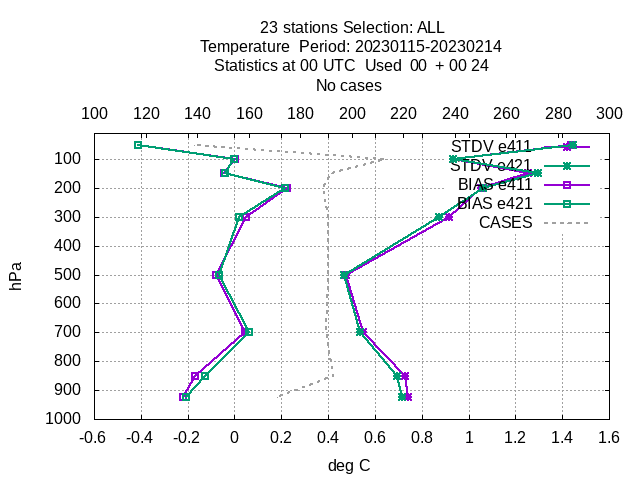 23 stations Selection: ALL
Temperature  Period: 20230115-20230214
Statistics at 00 UTC  Used  00  + 00 24
No cases
100 120 140 160 180 200 220 240 260 280 300
STDV e411
STDV e421
BIAS e411
BIAS e421
CASES
100
200
300
400
500
600
700
800
900
1000
hPa
-0.6 -0.4 -0.2 0 0.2 0.4 0.6 0.8 1 1.2 1.4 1.6
deg C